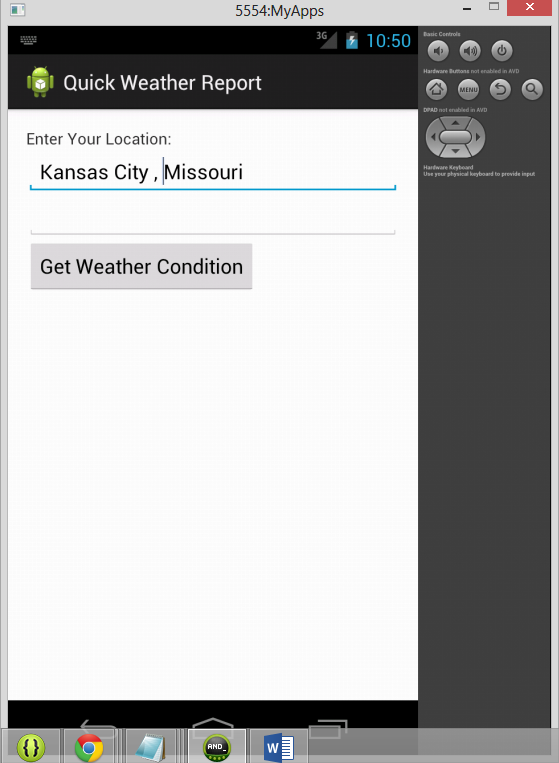 5554:MyApps
3G 10:50
Quick Weather Report
Enter Your Location:
Kansas City , Missouri
Get Weather Condition
Basic Controls
Hardware Buttons not enabled in AVD
MENU
DPAD not enabled in AVD
Hardware Keyboard
Use your physical keyboard to provide input
{ }
AND_
W